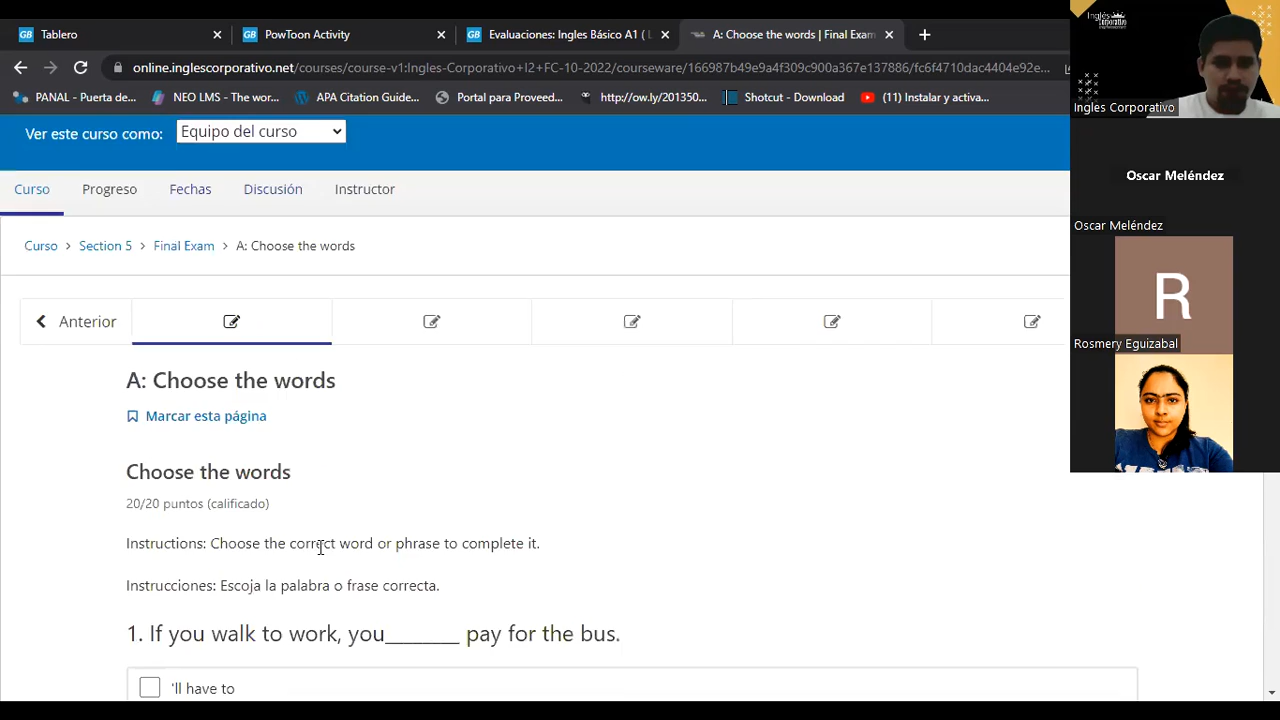 Tablero
PowToon Activity
Evaluaciones: Ingles Básico A1 (
A: Choose the words | Final Exam
online.inglescorporativo.net/courses/course-v1:Ingles-Corporativo+I2+FC-10-2022/courseware/166987b49e9a4f309c900a367e137886/fc6f4710dac4404e92e...
PANAL - Puerta de...
NEO LMS - The wor...
APA Citation Guide...
Portal para Proveed...
http://ow.ly/201350...
Shotcut - Download
(11) Instalar y activa...
Ver este curso como:
Equipo del curso
Curso
Progreso
Fechas
Discusión
Instructor
Curso > Section 5 > Final Exam > A: Choose the words
Anterior
A: Choose the words
Marcar esta página
Choose the words
20/20 puntos (calificado)
Instructions: Choose the correct word or phrase to complete it.
Instrucciones: Escoja la palabra o frase correcta.
1. If you walk to work, you________ pay for the bus.
'll have to
Inglés
Corporativo
Ingles Corporativo
Oscar Meléndez
Oscar Meléndez
R
Rosmery Eguizabal